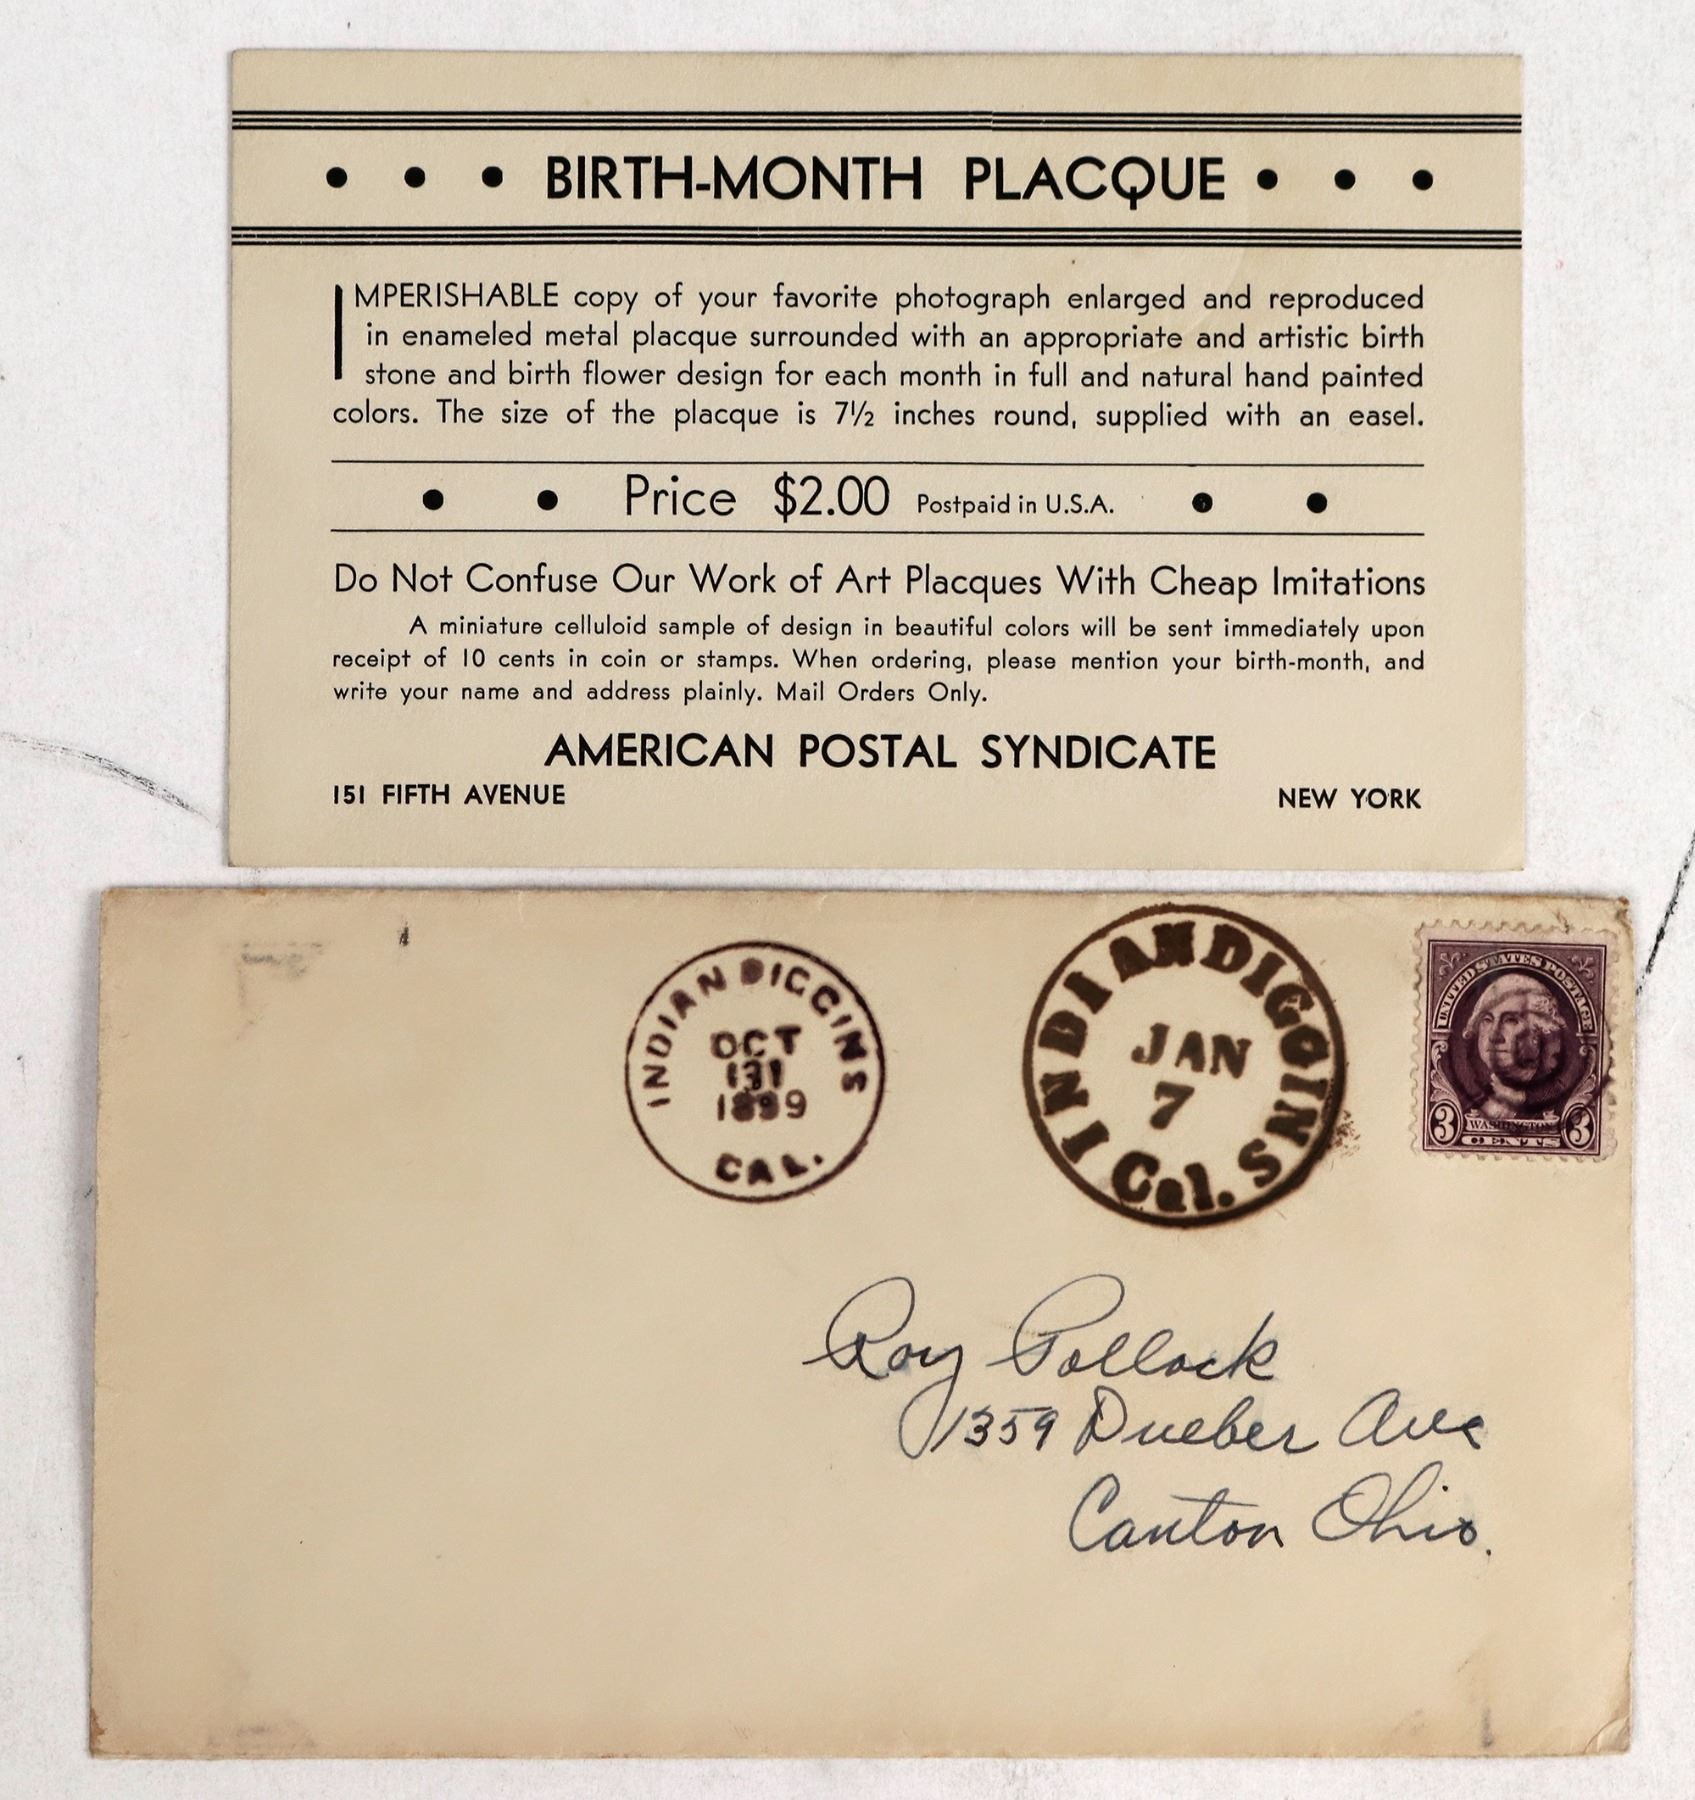 BIRTH-MONTH PLACQUE
IMPERISHABLE copy of your favorite photograph enlarged and reproduced
in enameled metal placque surrounded with an appropriate and artistic birth
stone and birth flower design for each month in full and natural hand painted
colors. The size of the placque is 7½ inches round, supplied with an easel.
Price $2.00 Postpaid in U.S.A.
Do Not Confuse Our Work of Art Placques With Cheap Imitations
A miniature celluloid sample of design in beautiful colors will be sent immediately upon
receipt of 10 cents in coin or stamps. When ordering, please mention your birth-month, and
write your name and address plainly. Mail Orders Only.
AMERICAN POSTAL SYNDICATE
151 FIFTH AVENUE NEW YORK
INDIAN DIGGINS
OCT
1899
CAL.
INDIAN DIGGINS
JAN
7
Cal.
UNITED STATES POSTAGE
3 WASHINGTON 3
CENTS
Roy Pollock
1359 Dueber Ave
Canton Ohio.